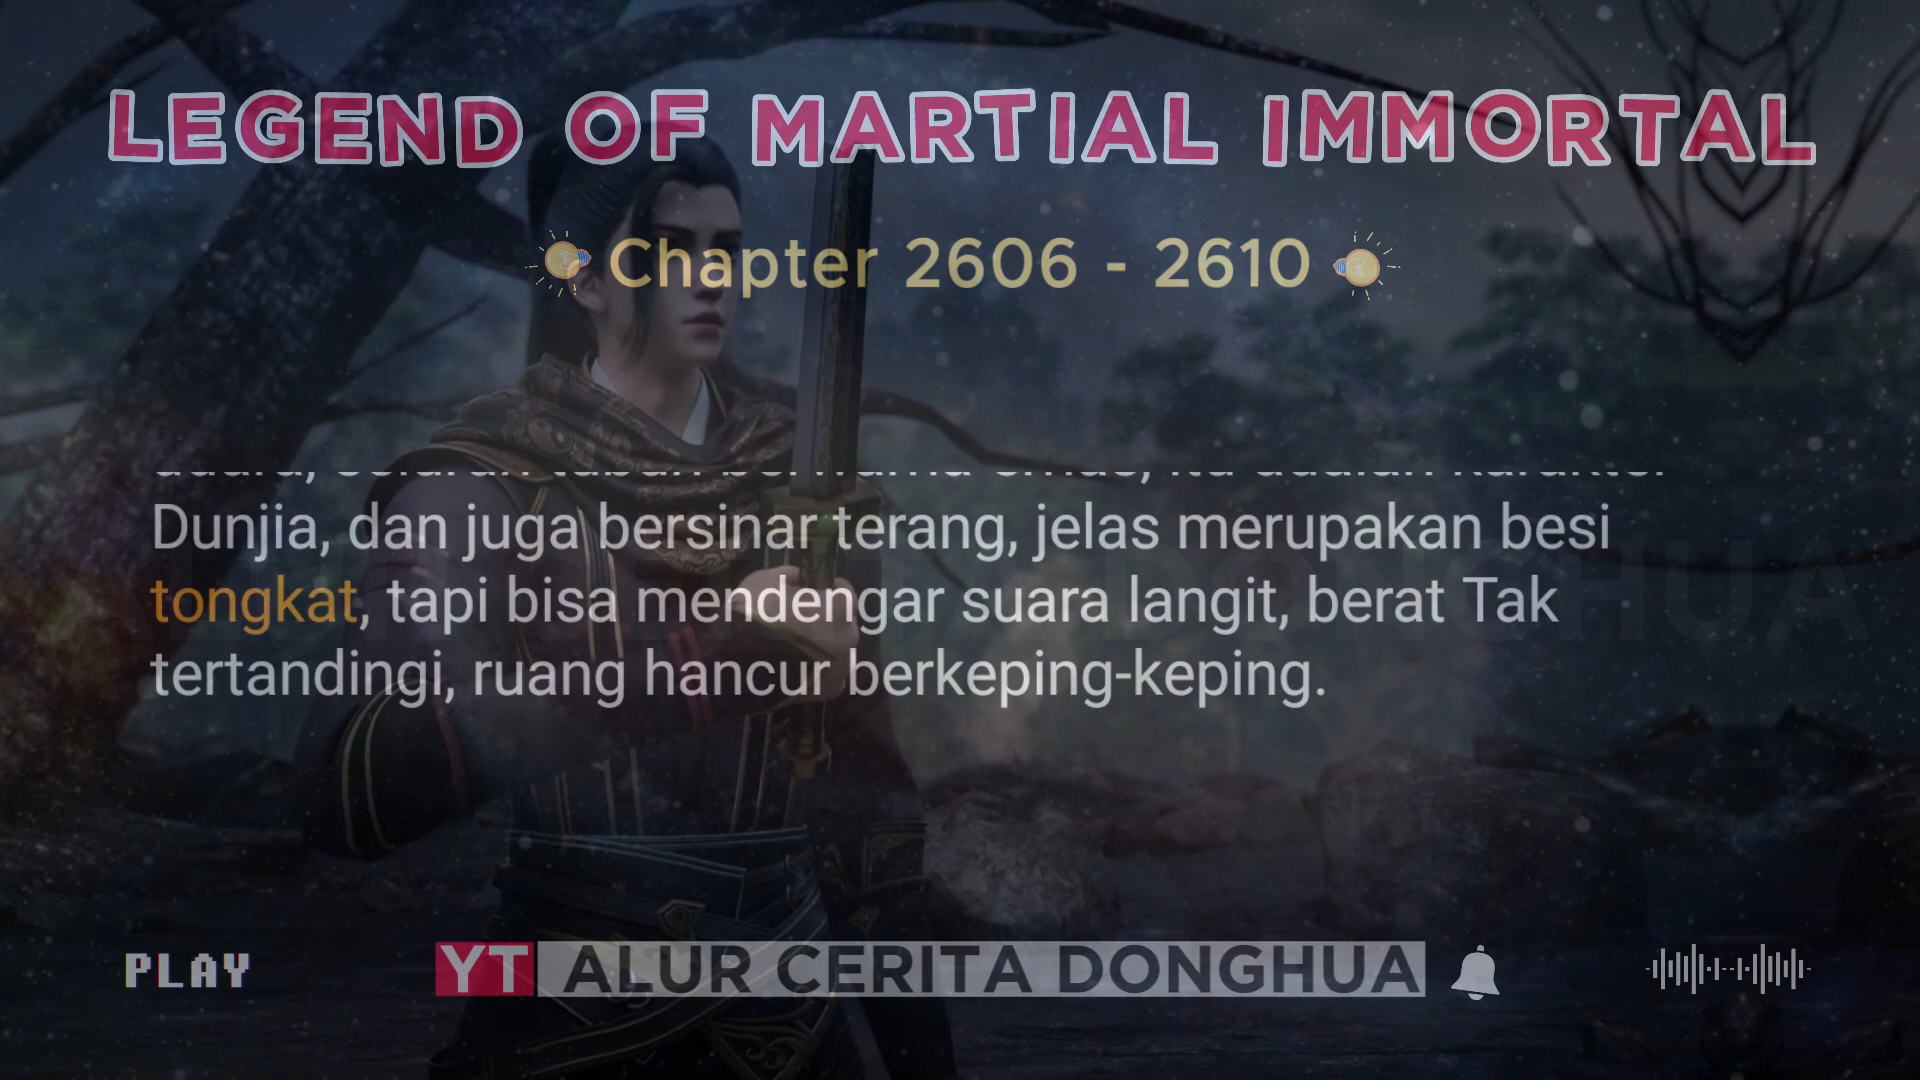 LEGEND OF MARTIAL IMMORTAL
Chapter 2606 - 2610
Dunjia, dan juga bersinar terang, jelas merupakan besi
tongkat, tapi bisa mendengar suara langit, berat Tak
tertandingi, ruang hancur berkeping-keping.
PLAY
YT ALUR CERITA DONGHUA